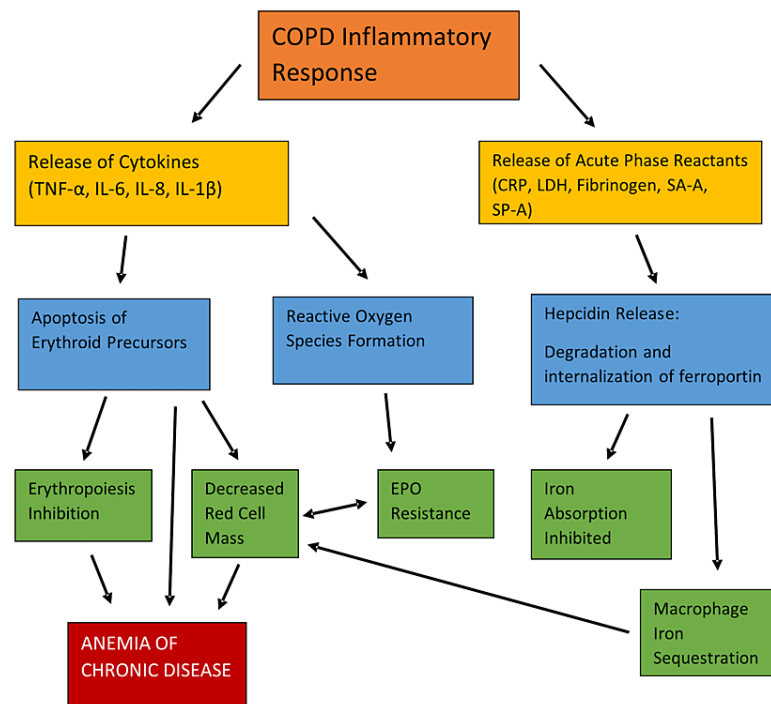 COPD Inflammatory
Response
Release of Cytokines
(TNF-α, IL-6, IL-8, IL-1β)
Release of Acute Phase Reactants
(CRP, LDH, Fibrinogen, SA-A,
SP-A)
Apoptosis of
Erythroid Precursors
Reactive Oxygen
Species Formation
Hepcidin Release:
Degradation and
internalization of ferroportin
Erythropoiesis
Inhibition
Decreased
Red Cell
Mass
EPO
Resistance
Iron
Absorption
Inhibited
Macrophage
Iron
Sequestration
ANEMIA OF
CHRONIC DISEASE